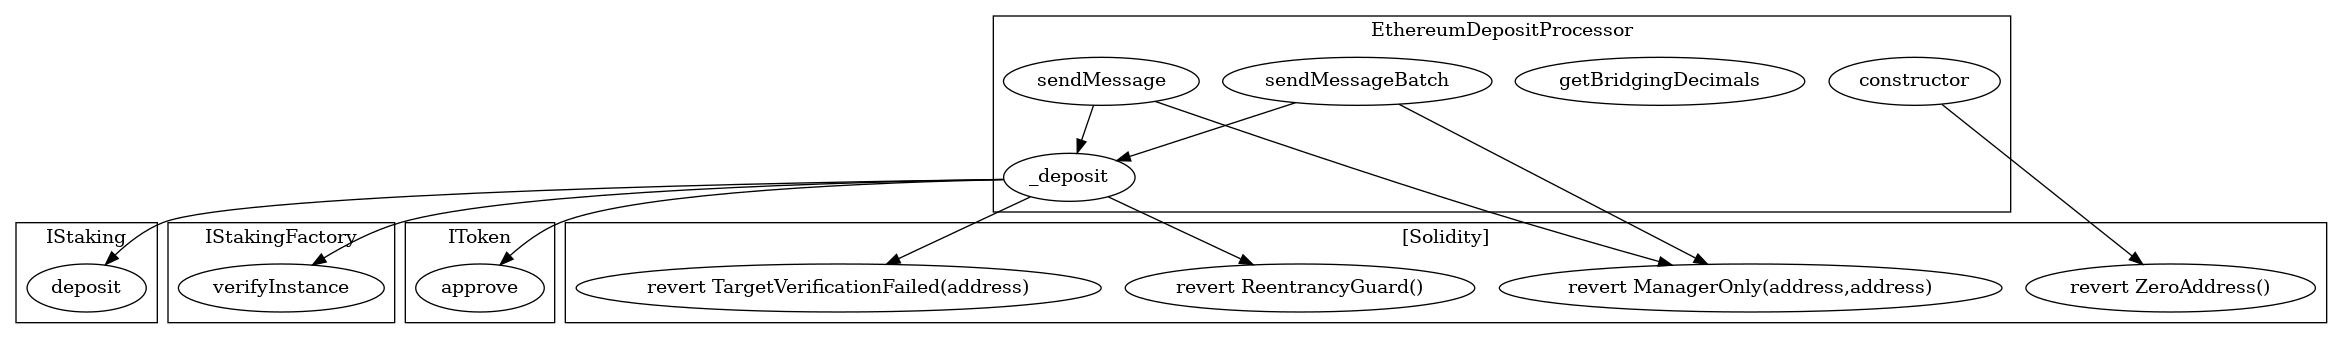 EthereumDepositProcessor
sendMessage
sendMessageBatch
getBridgingDecimals
constructor
_deposit
IStaking
IStakingFactory
IToken
[Solidity]
deposit
verifyInstance
approve
revert TargetVerificationFailed(address)
revert ReentrancyGuard()
revert ManagerOnly(address,address)
revert ZeroAddress()